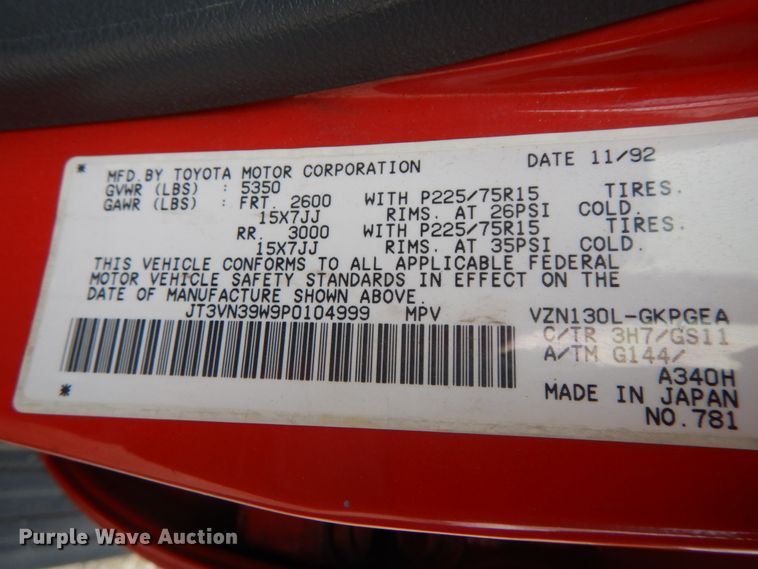 * MFD.BY TOYOTA MOTOR CORPORATION DATE 11/92
GVWR (LBS) : 5350
GAWR (LBS) : FRT. 2600 WITH P225/75R15 TIRES.
15X7JJ RIMS. AT 26PSI COLD.
RR. 3000 WITH P225/75R15 TIRES.
15X7JJ RIMS. AT 35PSI COLD.
THIS VEHICLE CONFORMS TO ALL APPLICABLE FEDERAL
MOTOR VEHICLE SAFETY STANDARDS IN EFFECT ON THE
DATE OF MANUFACTURE SHOWN ABOVE.
JT3VN39W9P0104999 MPV VZN130L-GKPGEA
C/TR 3H7/GS11
A/TM G144/
A340H
* MADE IN JAPAN
NO.781
Purple Wave Auction